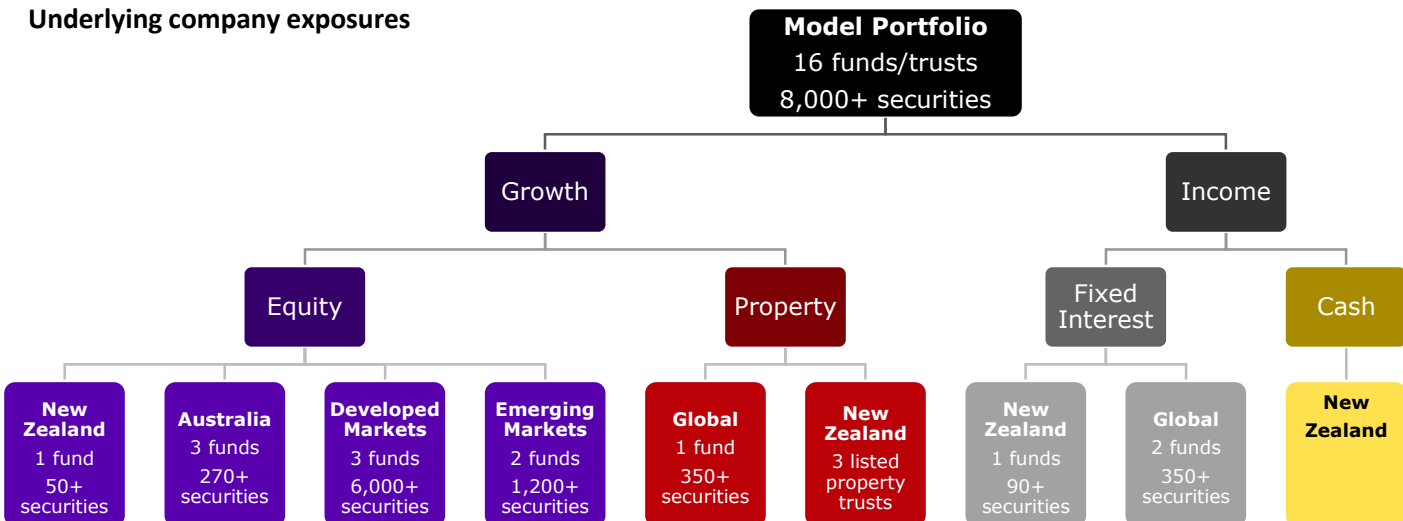 Underlying company exposures
Model Portfolio
16 funds/trusts
8,000+ securities
Growth
Income
Equity
Property
Fixed
Interest
Cash
New
Zealand
1 fund
50+
securities
Australia
3 funds
270+
securities
Developed
Markets
3 funds
6,000+
securities
Emerging
Markets
2 funds
1,200+
securities
Global
1 fund
350+
securities
New
Zealand
3 listed
property
trusts
New
Zealand
1 funds
90+
securities
Global
2 funds
350+
securities
New
Zealand